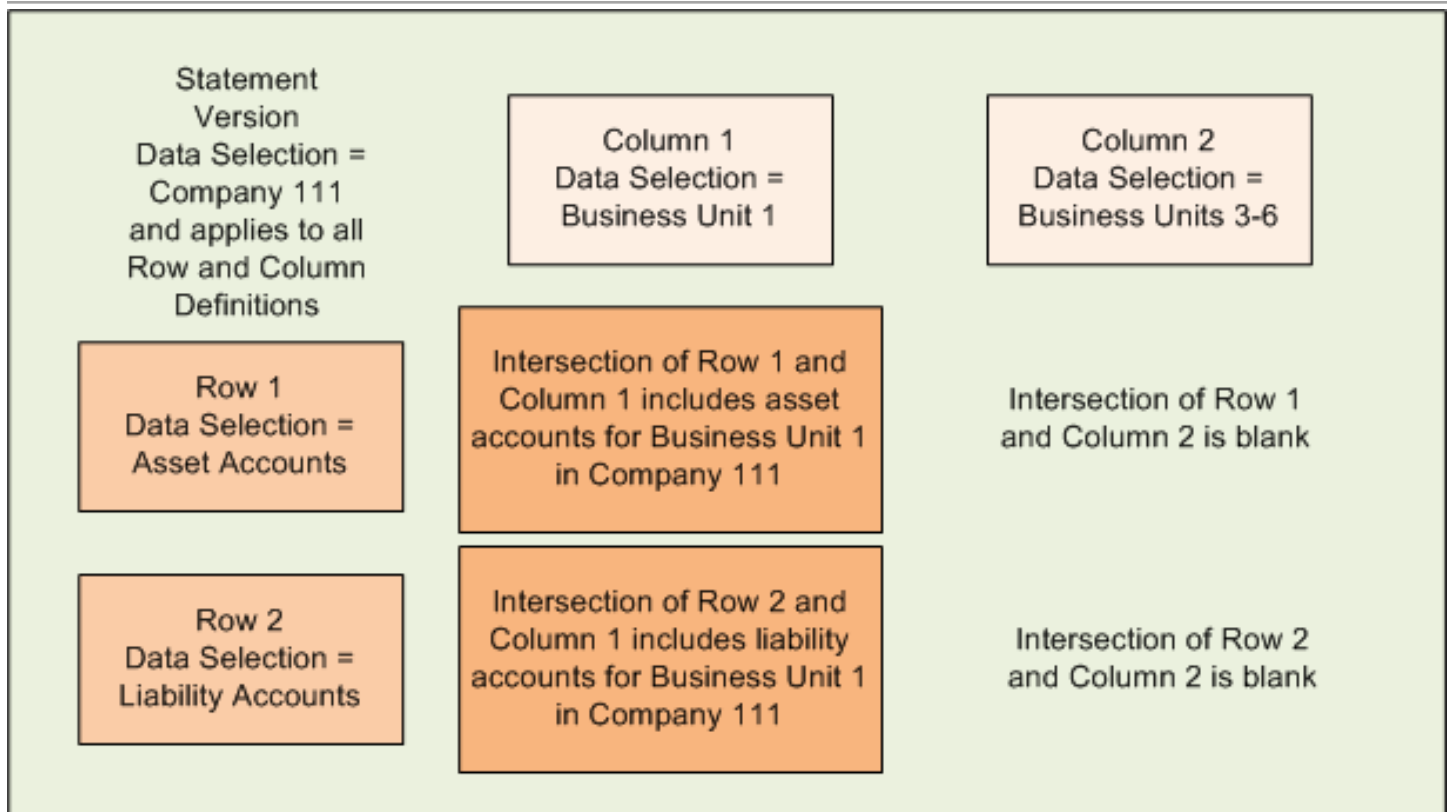 Statement
Version
Data Selection =
Company 111
and applies to all
Row and Column
Definitions
Column 1
Data Selection =
Business Unit 1
Column 2
Data Selection =
Business Units 3-6
Row 1
Data Selection =
Asset Accounts
Intersection of Row 1 and
Column 1 includes asset
accounts for Business Unit 1
in Company 111
Intersection of Row 1
and Column 2 is blank
Row 2
Data Selection =
Liability Accounts
Intersection of Row 2 and
Column 1 includes liability
accounts for Business Unit 1
in Company 111
Intersection of Row 2
and Column 2 is blank